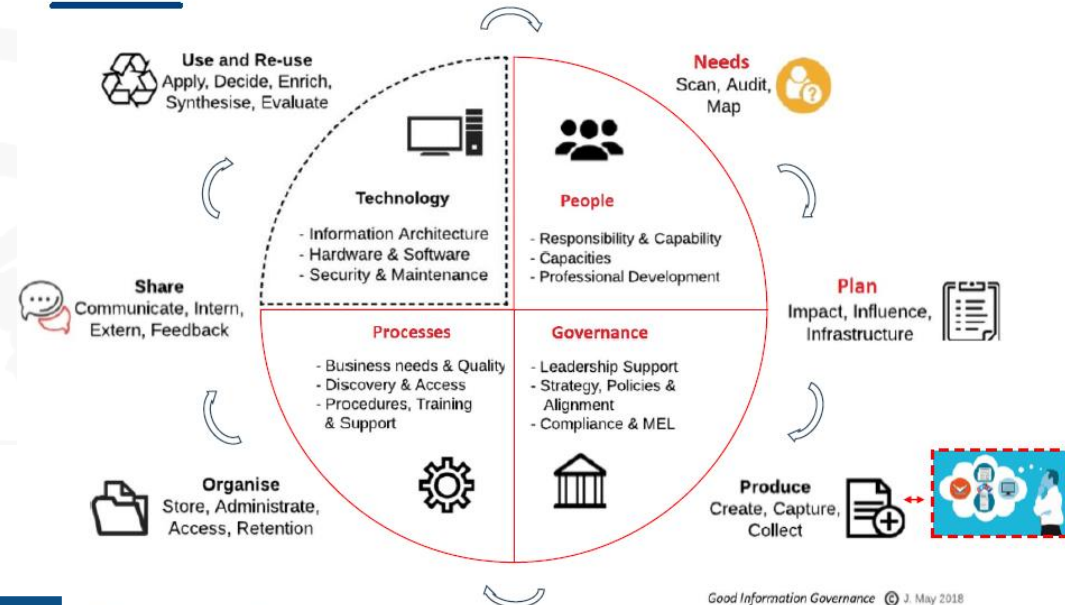 Use and Re-use
Apply, Decide, Enrich,
Synthesise, Evaluate
Needs
Scan, Audit,
Map
Technology
- Information Architecture
- Hardware & Software
- Security & Maintenance
People
- Responsibility & Capability
- Capacities
- Professional Development
Share
Communicate, Intern,
Extern, Feedback
Plan
Impact, Influence,
Infrastructure
Processes
- Business needs & Quality
- Discovery & Access
- Procedures, Training
& Support
Governance
- Leadership Support
- Strategy, Policies &
Alignment
- Compliance & MEL
Organise
Store, Administrate,
Access, Retention
Produce
Create, Capture,
Collect
Good Information Governance © J. May 2018